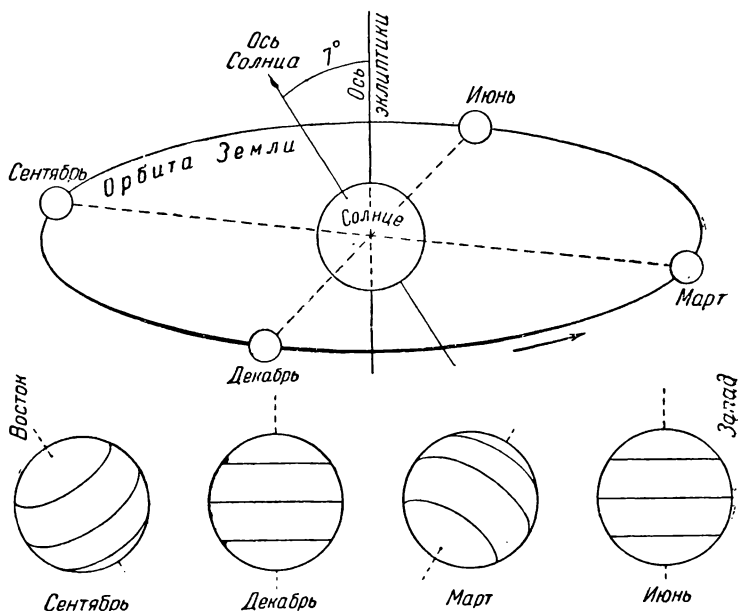 Ось
Солнца
7°
Ось
эклиптики
Июнь
Сентябрь
Орбита Земли
Солнце
Март
Декабрь
Восток
Запад
Сентябрь
Декабрь
Март
Июнь